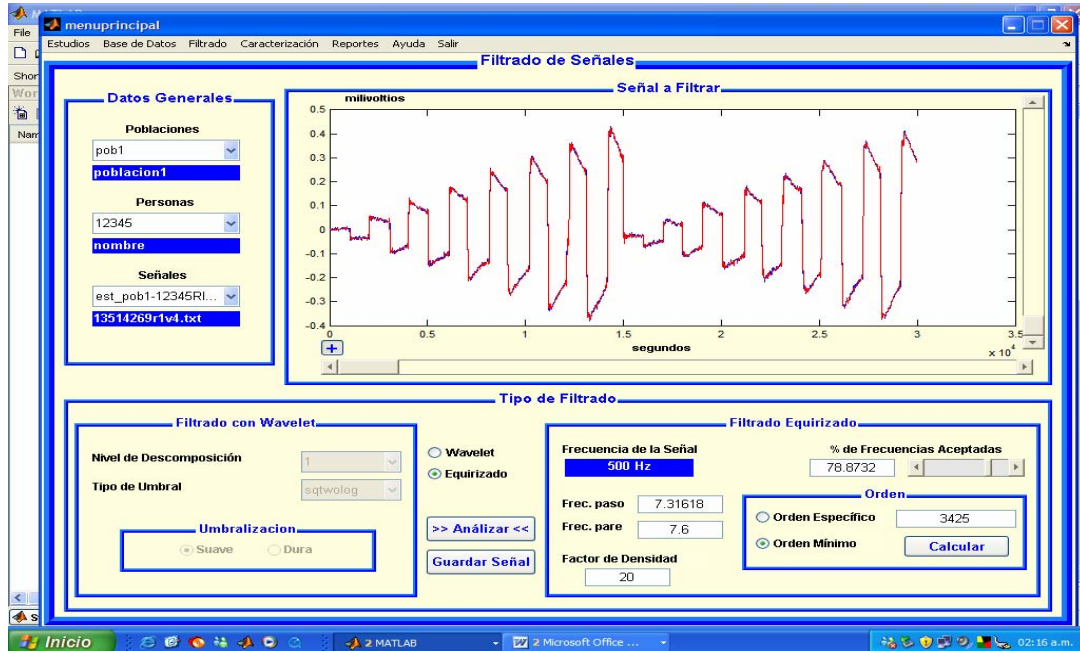 File
menuprincipal
Estudios Base de Datos Filtrado Caracterización Reportes Ayuda Salir
Filtrado de Señales
Datos Generales
Poblaciones
pob1
poblacion1
Personas
12345
nombre
Señales
est_pob1-12345RI...
13514269r1v4.txt
Señal a Filtrar
milivoltios
0.5
0.4
0.3
0.2
0.1
0
-0.1
-0.2
-0.3
-0.4
0 0.5 1 1.5 2 2.5 3 3.5
x 10^4
segundos
+
Tipo de Filtrado
Filtrado con Wavelet
Nivel de Descomposición 1
Tipo de Umbral sqtwolog
Umbralizacion
Suave Dura
Wavelet
Equirizado
>> Análizar <<
Guardar Señal
Filtrado Equirizado
Frecuencia de la Señal
500 Hz
% de Frecuencias Aceptadas
78.8732
Frec. paso 7.31618
Frec. pare 7.6
Factor de Densidad
20
Orden
Orden Específico 3425
Orden Mínimo Calcular
Inicio 2 MATLAB 2 Microsoft Office ... 02:16 a.m.